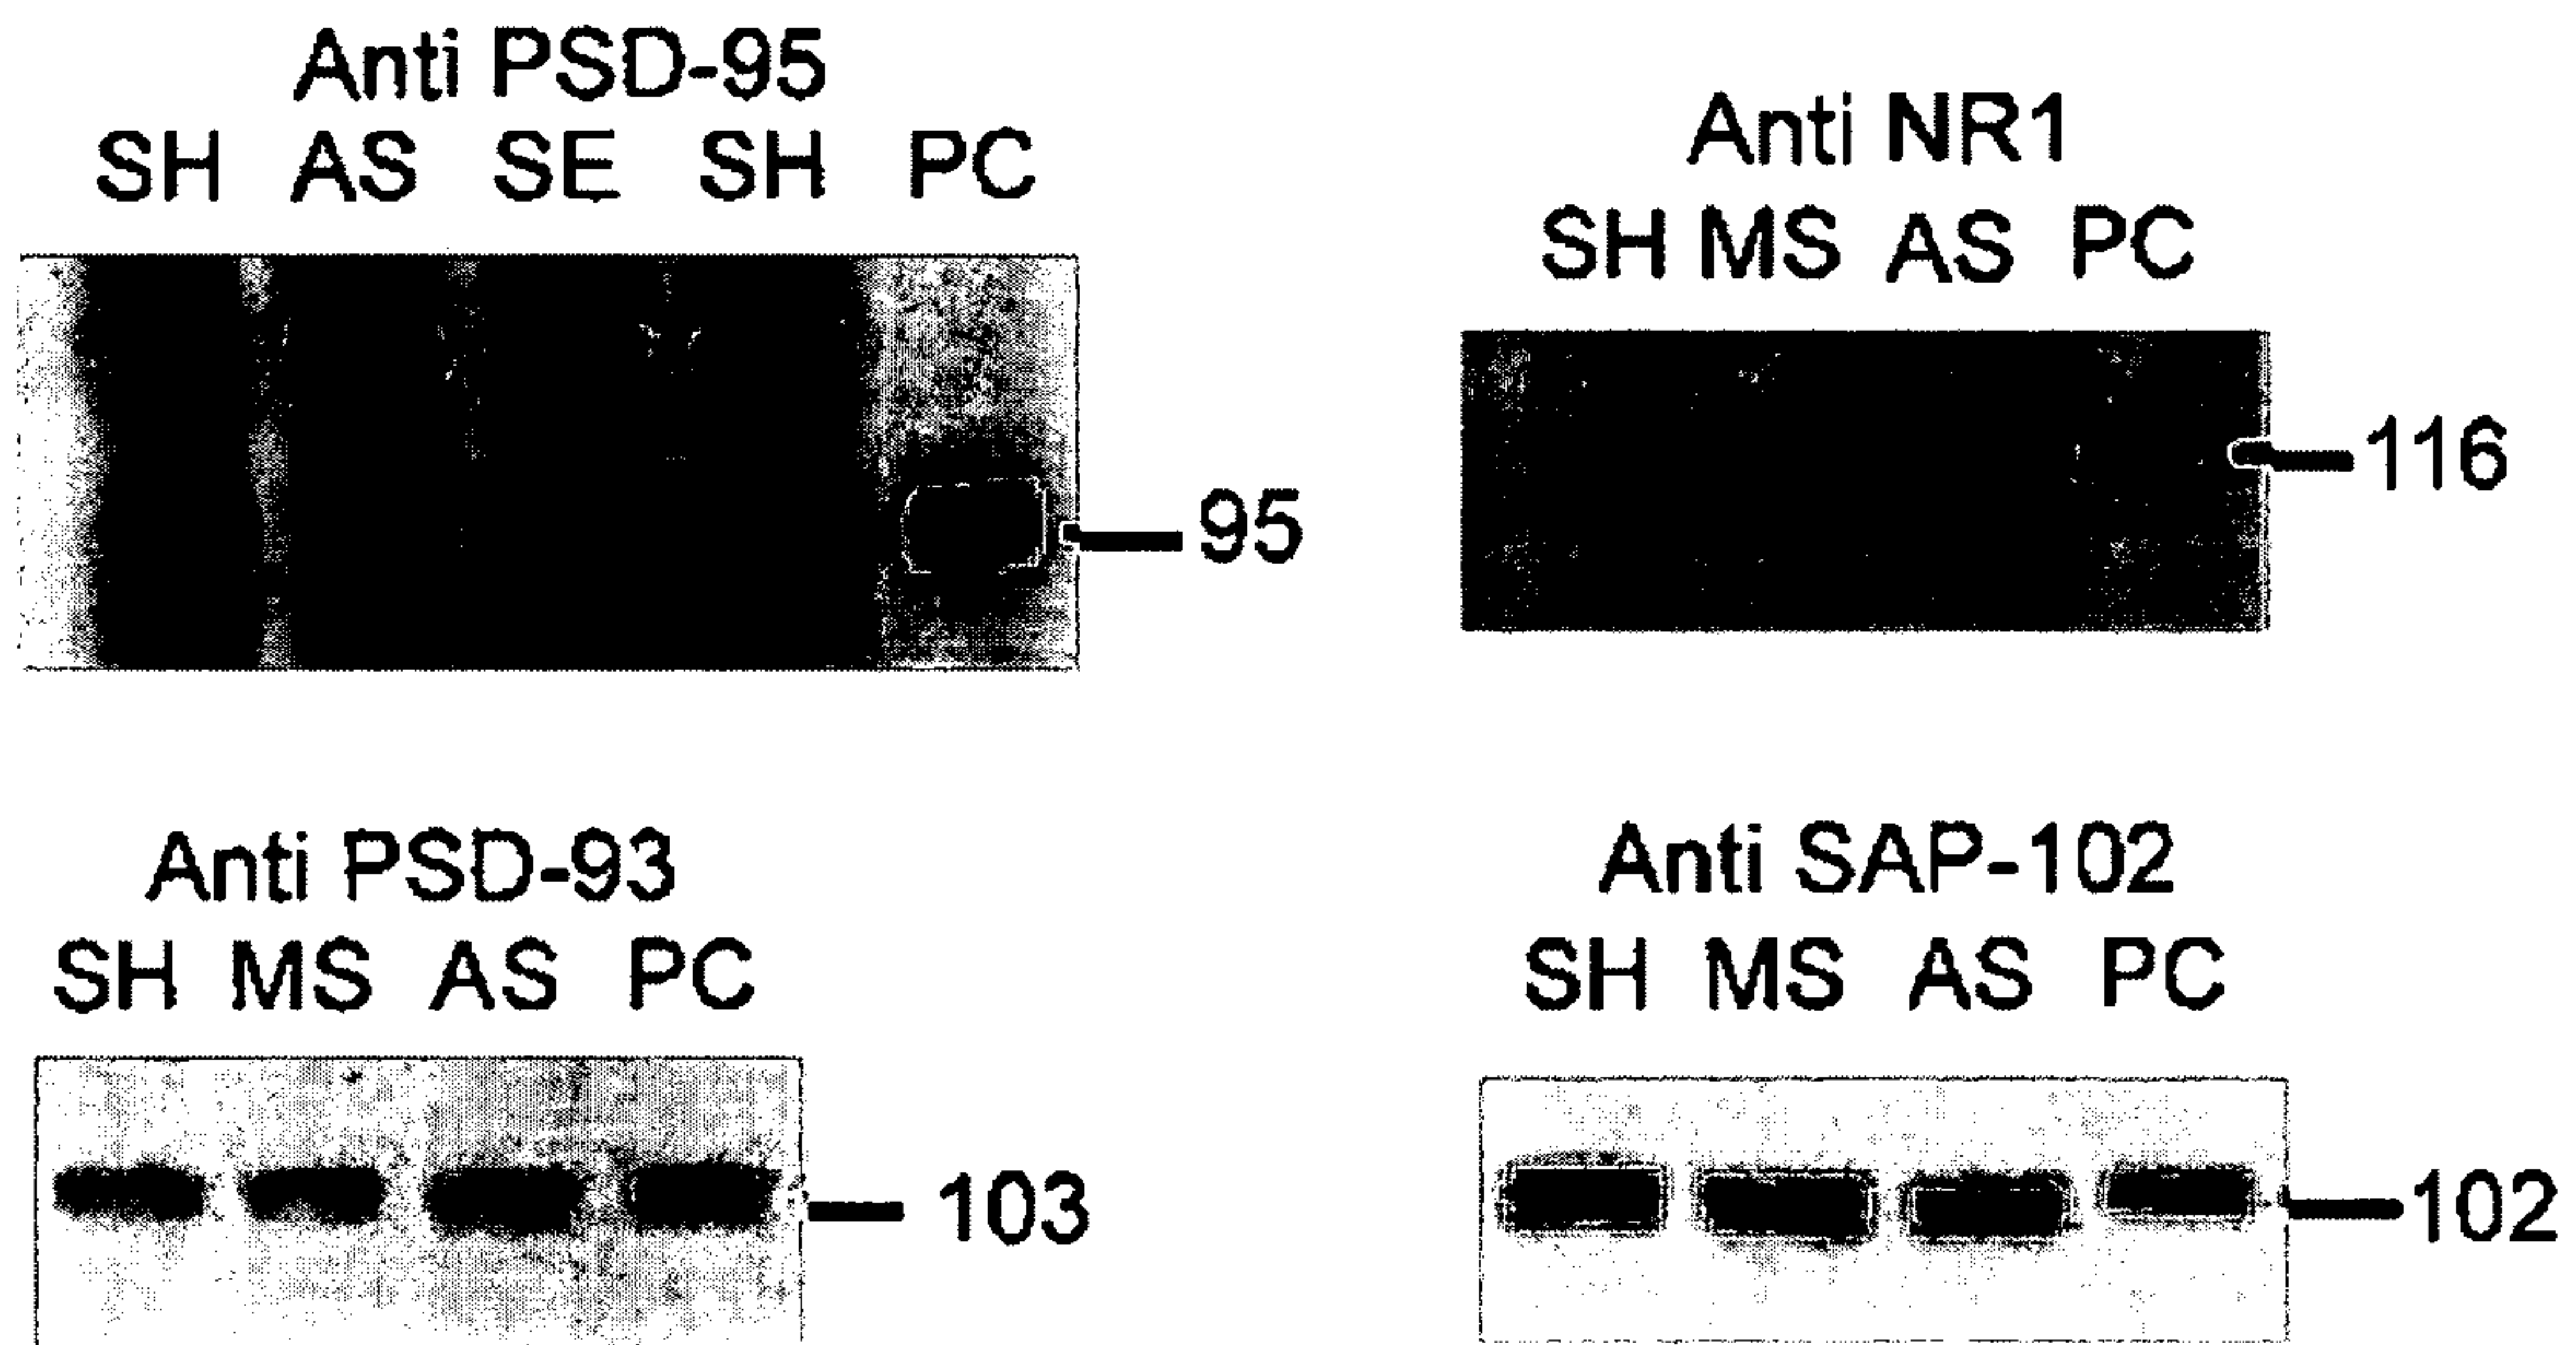 Anti PSD-95
SH AS SE SH PC
95
Anti NR1
SH MS AS PC
116
Anti PSD-93
SH MS AS PC
103
Anti SAP-102
SH MS AS PC
102